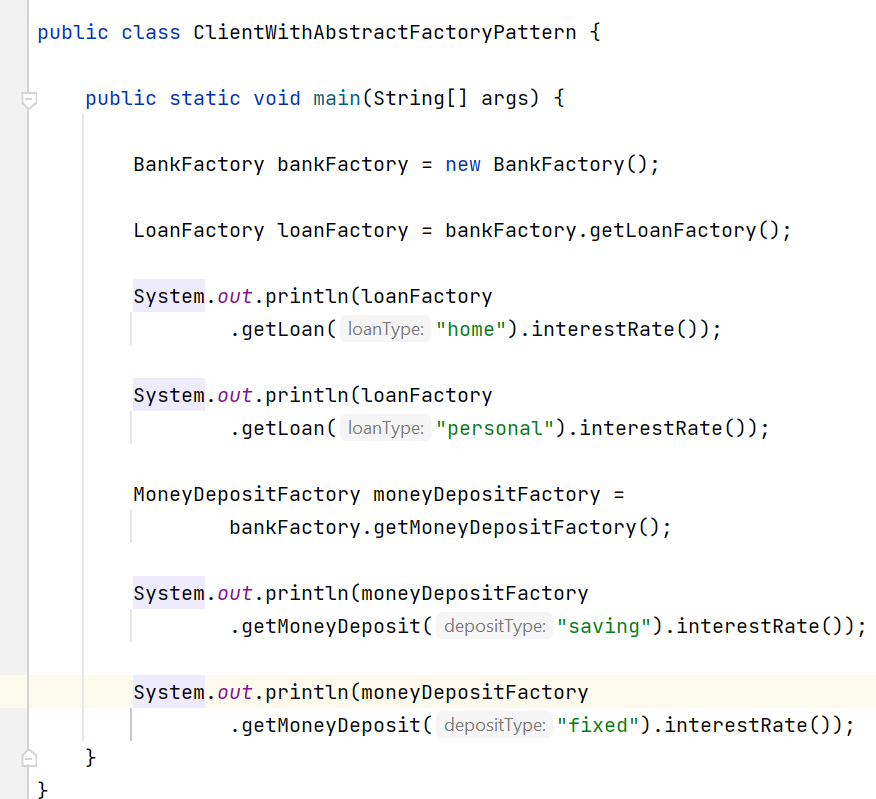 public class ClientWithAbstractFactoryPattern {
public static void main(String[] args) {
BankFactory bankFactory = new BankFactory();
LoanFactory loanFactory = bankFactory.getLoanFactory();
System.out.println(loanFactory
.getLoan( loanType: "home").interestRate());
System.out.println(loanFactory
.getLoan( loanType: "personal").interestRate());
MoneyDepositFactory moneyDepositFactory =
bankFactory.getMoneyDepositFactory();
System.out.println(moneyDepositFactory
.getMoneyDeposit( depositType: "saving").interestRate());
System.out.println(moneyDepositFactory
.getMoneyDeposit( depositType: "fixed").interestRate());
}
}